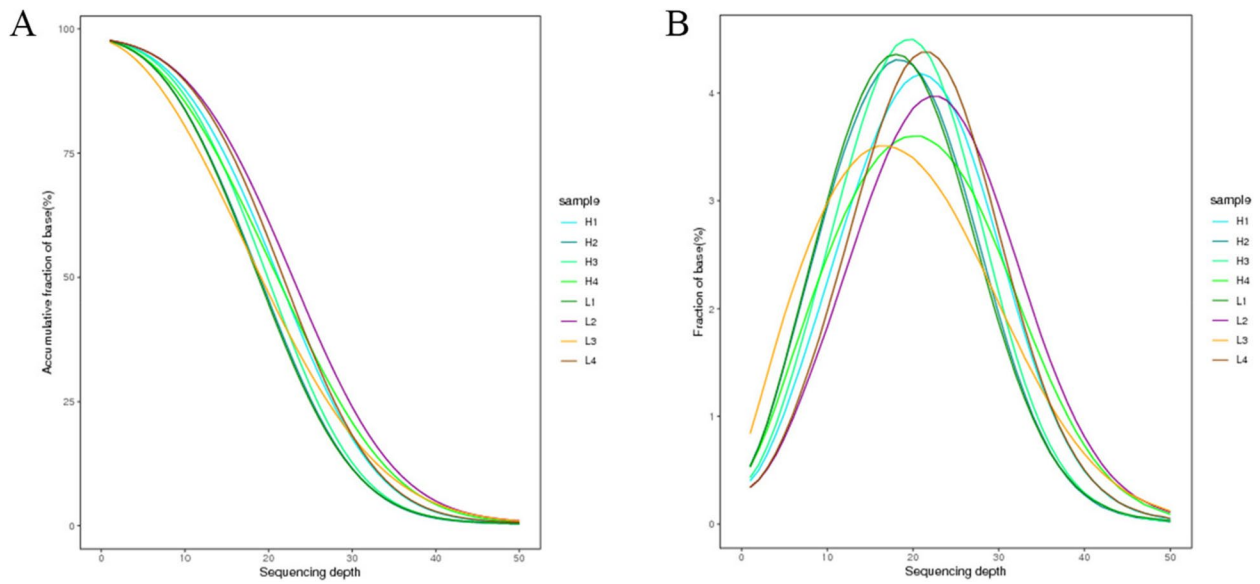 A
B
Accumulative fraction of base(%)
100
75
50
25
0
0 10 20 30 40 50
Sequencing depth
sample
H1
H2
H3
H4
L1
L2
L3
L4
Fraction of base(%)
4
3
2
1
0
0 10 20 30 40 50
Sequencing depth
sample
H1
H2
H3
H4
L1
L2
L3
L4